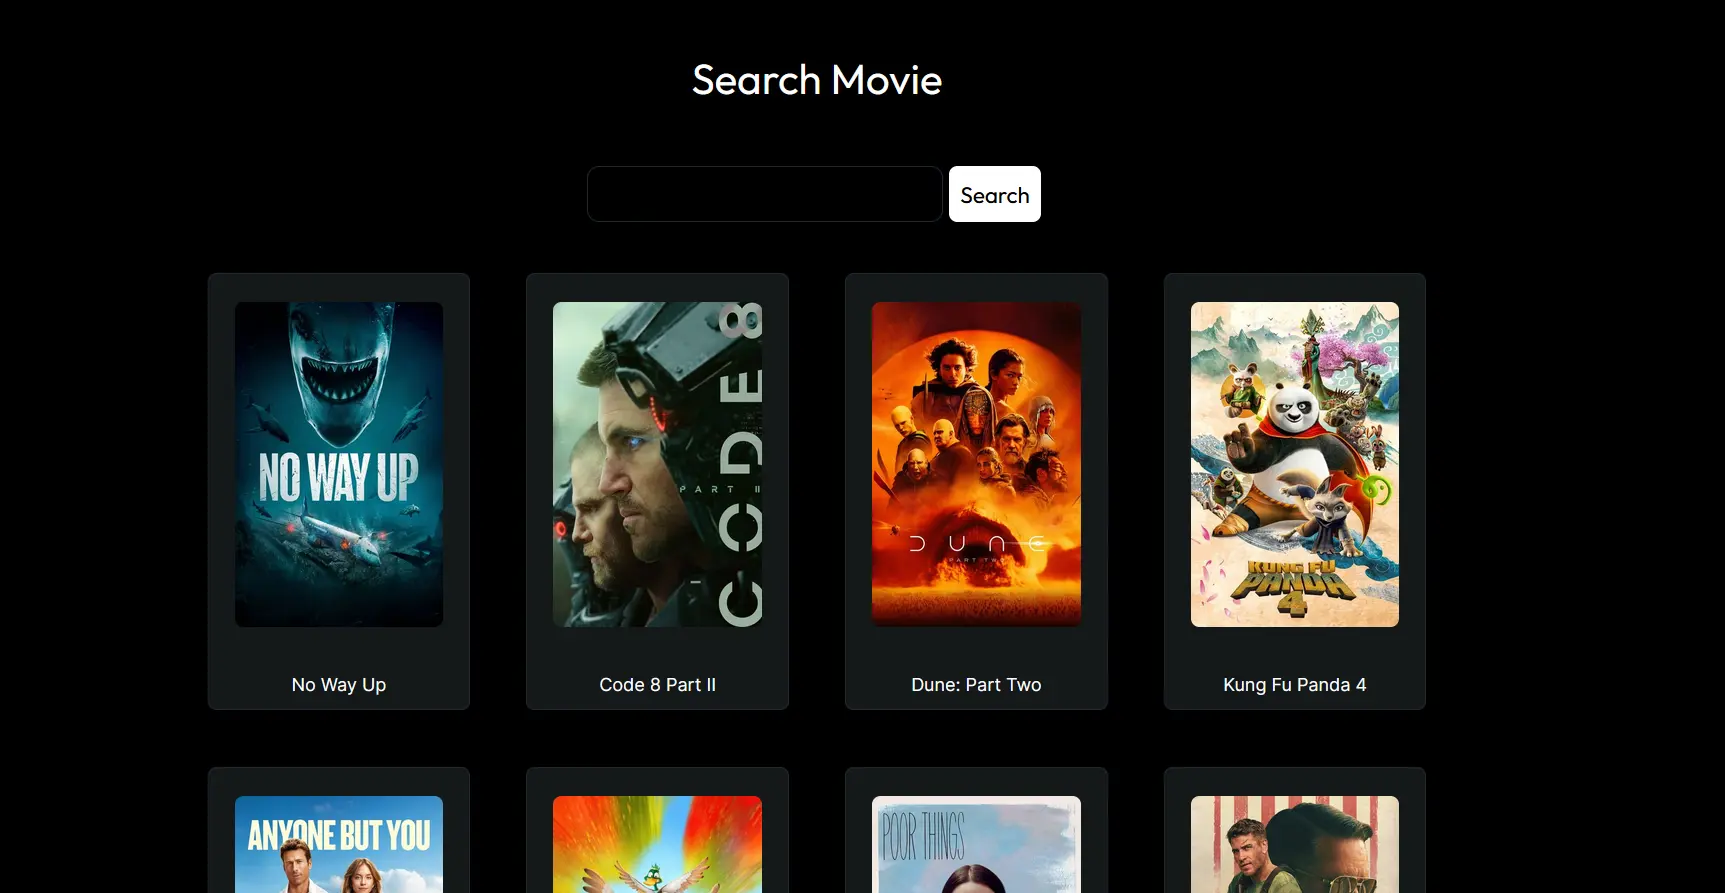 Search Movie
Search
NO WAY UP
CODE 8
PART II
DUNE
PART TWO
KUNG FU
PANDA
4
No Way Up
Code 8 Part II
Dune: Part Two
Kung Fu Panda 4
ANYONE BUT YOU
POOR THINGS